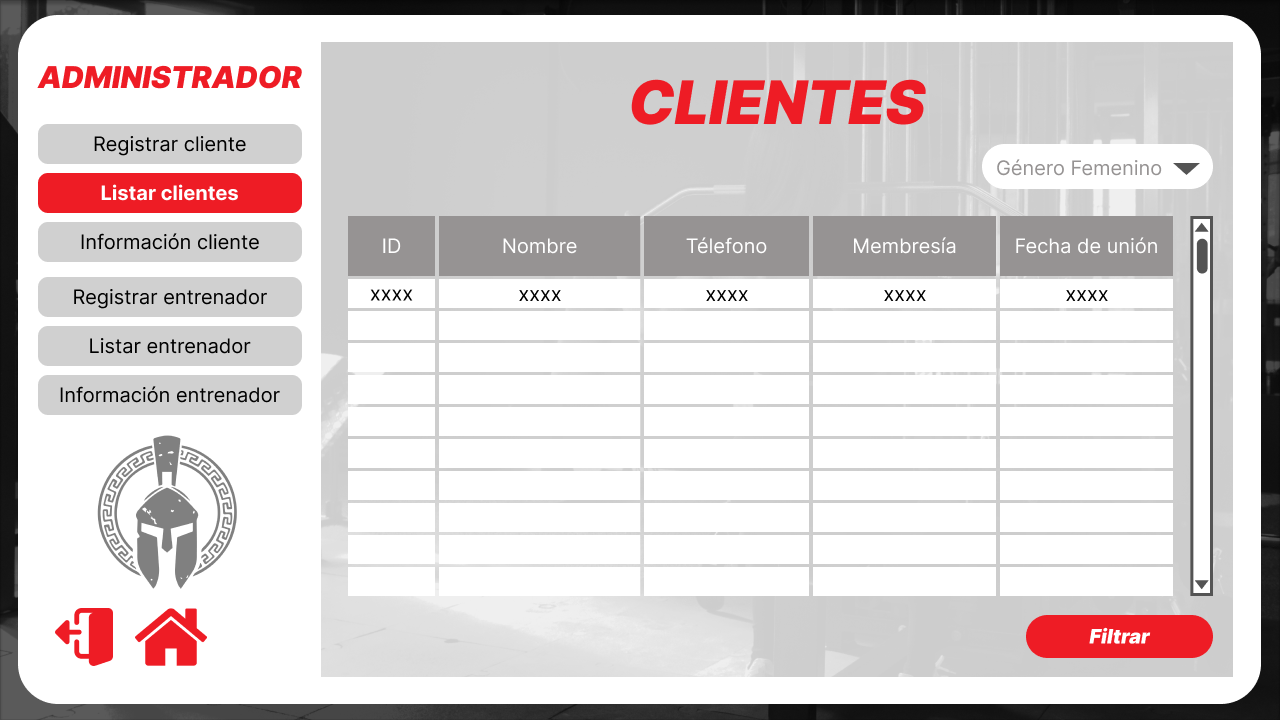 ADMINISTRADOR
Registrar cliente
Listar clientes
Información cliente
Registrar entrenador
Listar entrenador
Información entrenador
CLIENTES
Género Femenino
ID Nombre Télefono Membresía Fecha de unión
xxxx xxxx xxxx xxxx xxxx
Filtrar